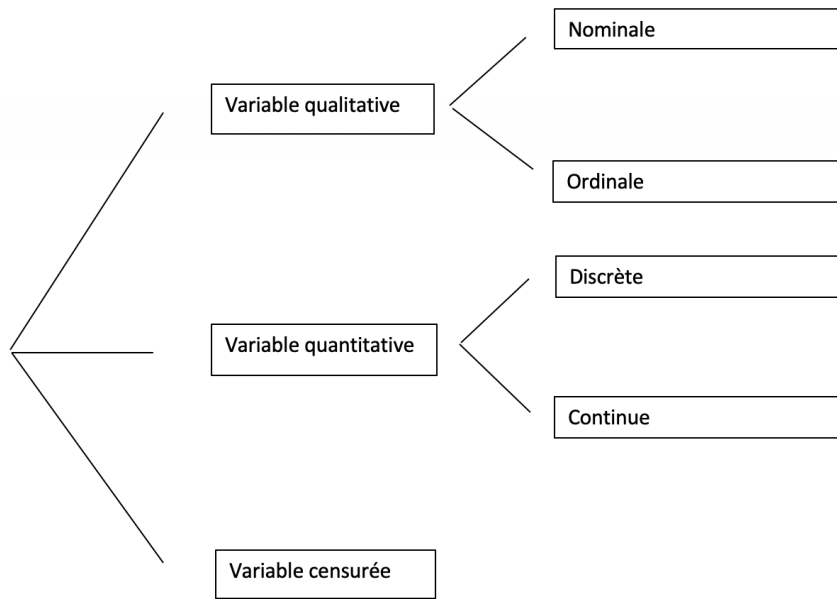 Nominale
Variable qualitative
Ordinale
Discrète
Variable quantitative
Continue
Variable censurée